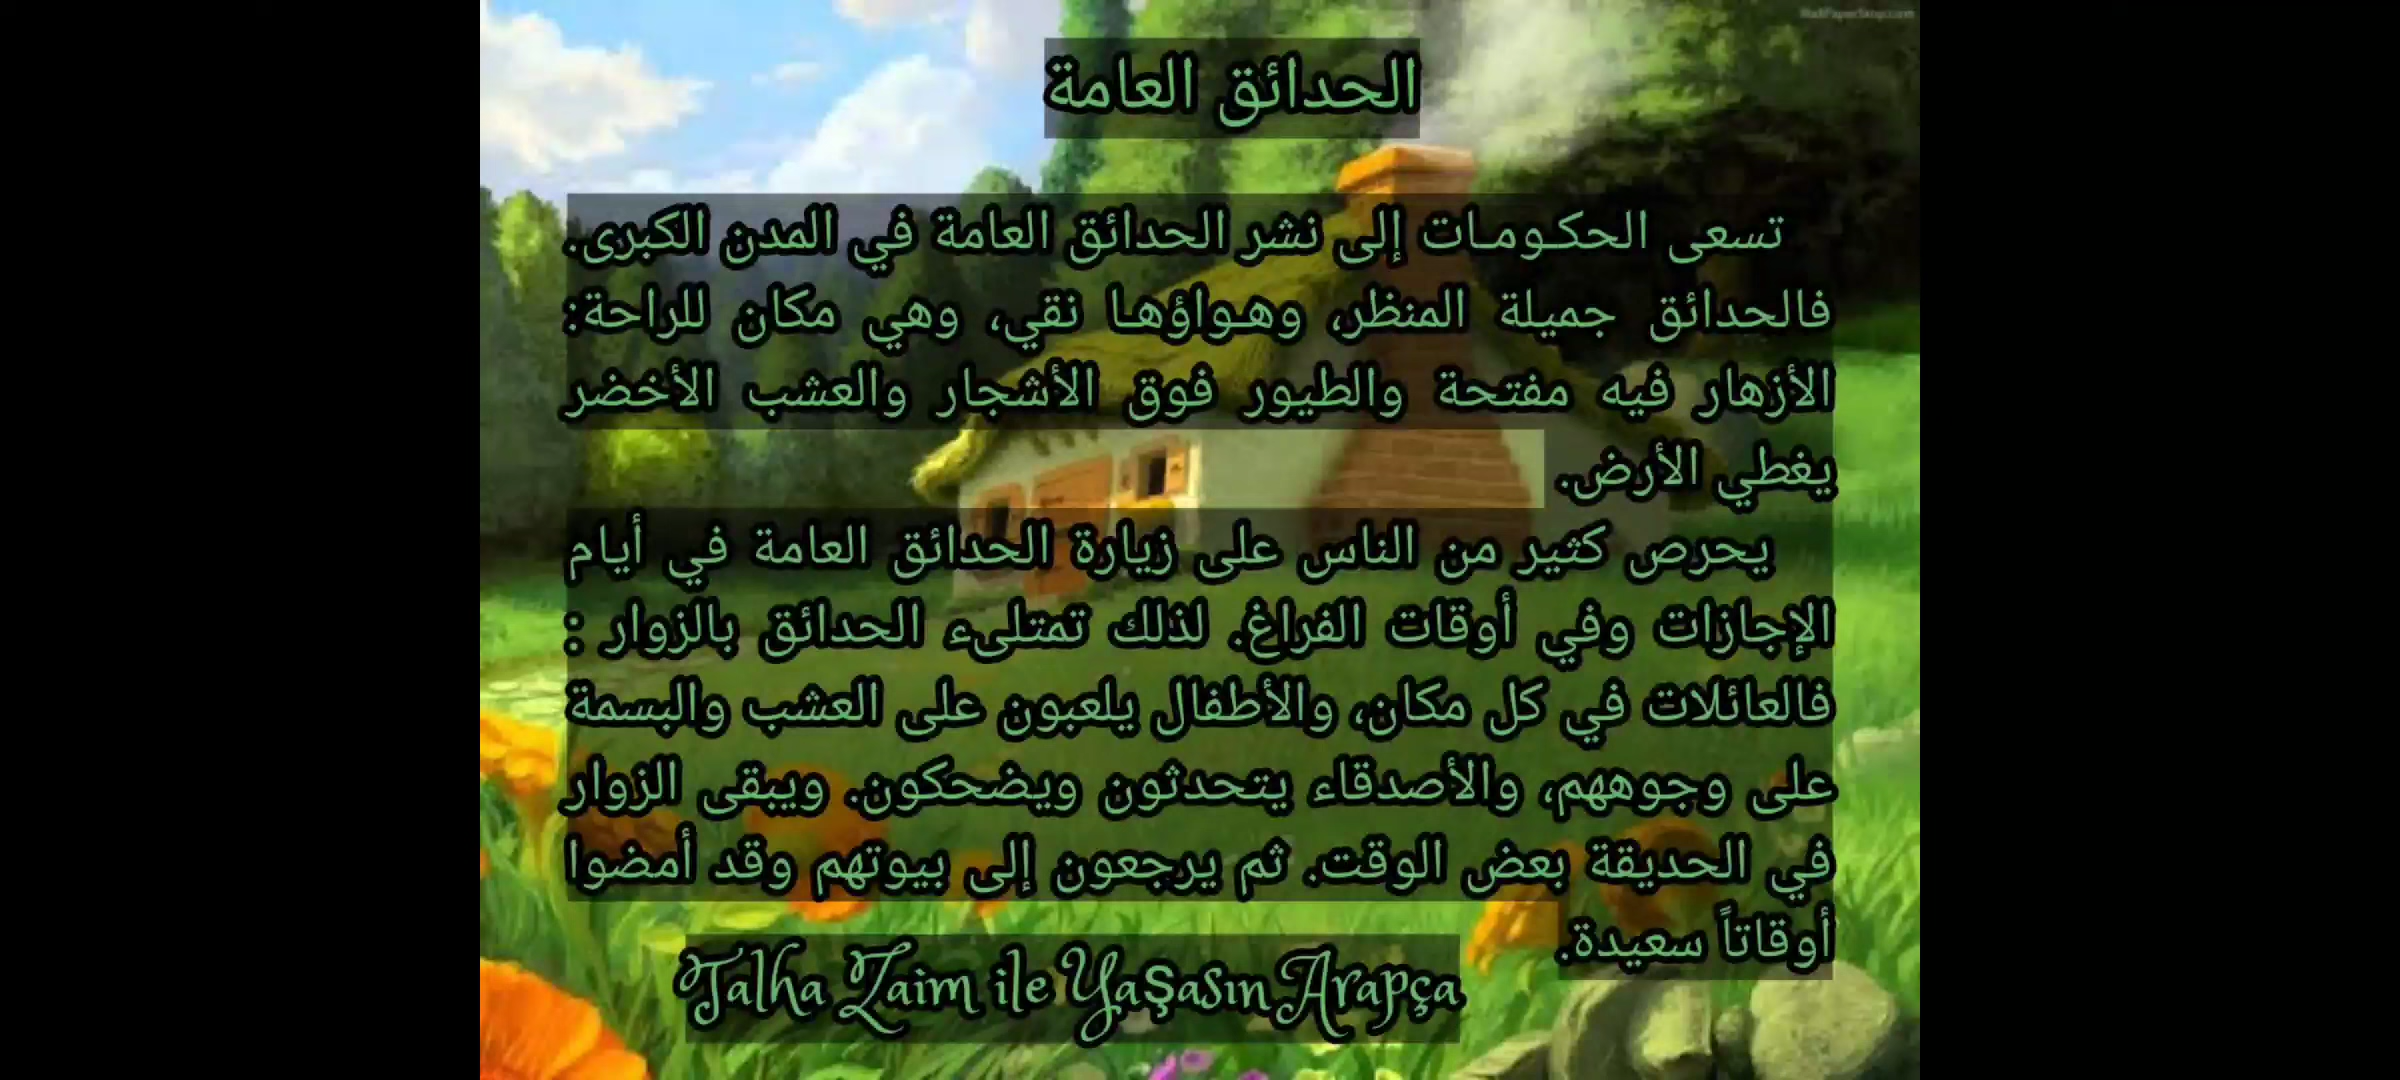 الحدائق العامة
تسعى الحكومات إلى نشر الحدائق العامة في المدن الكبرى.
فالحدائق جميلة المنظر، وهواؤها نقي، وهي مكان للراحة:
الأزهار فيه مفتحة والطيور فوق الأشجار والعشب الأخضر
يغطي الأرض.
يحرص كثير من الناس على زيارة الحدائق العامة في أيام
الإجازات وفي أوقات الفراغ. لذلك تمتلىء الحدائق بالزوار :
فالعائلات في كل مكان، والأطفال يلعبون على العشب والبسمة
على وجوههم، والأصدقاء يتحدثون ويضحكون. ويبقى الزوار
في الحديقة بعض الوقت. ثم يرجعون إلى بيوتهم وقد أمضوا
أوقاتاً سعيدة.
Talha Zaim ile Yaşasın Arapça